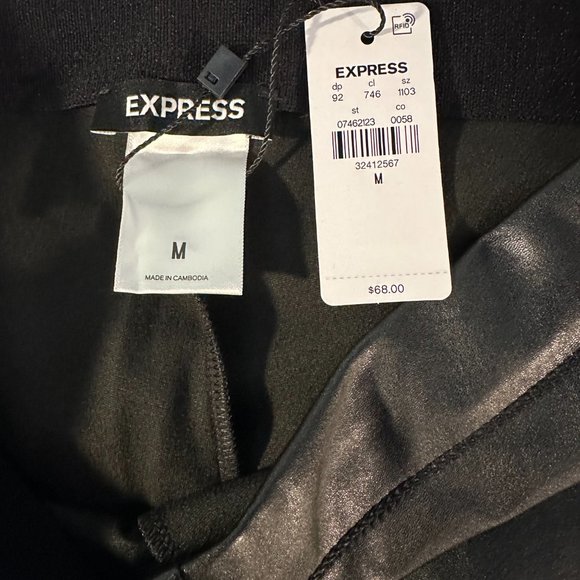 EXPRESS
M
MADE IN CAMBODIA
RFID
EXPRESS
dp cl sz
92 746 1103
st co
07462123 0058
32412567
M
$68.00